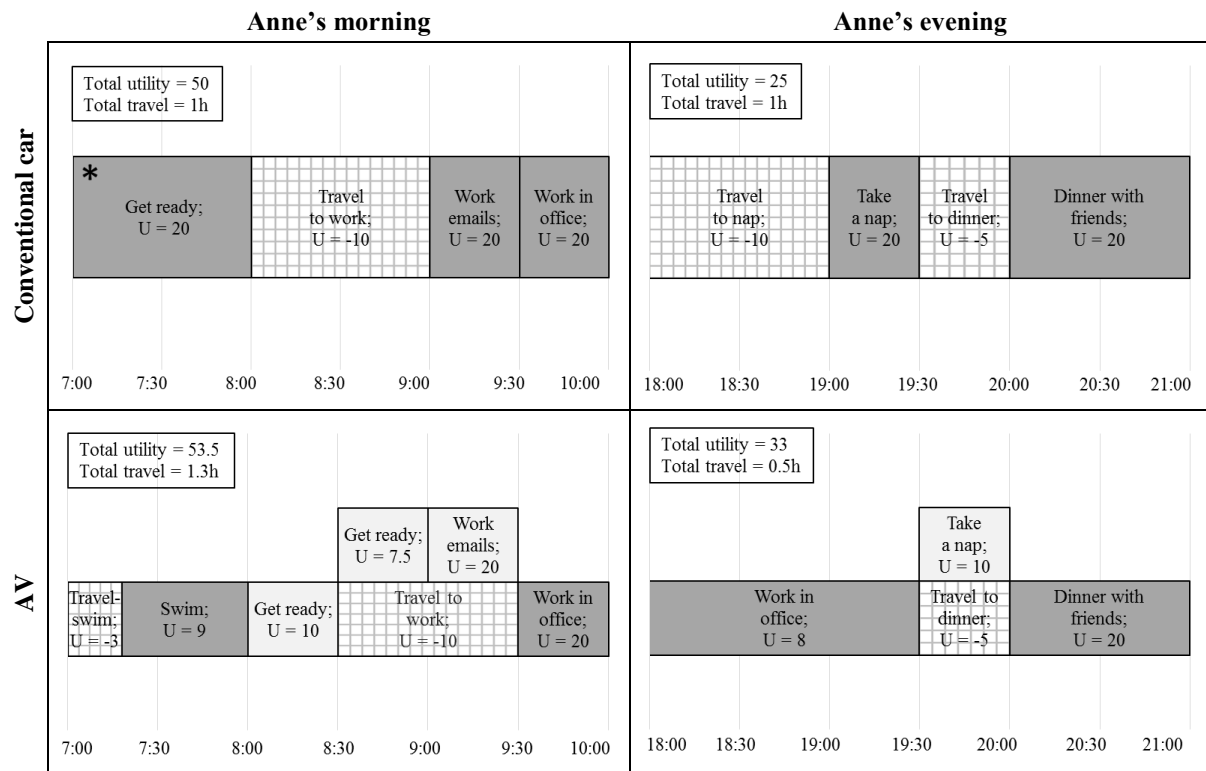 Anne's morning
Anne's evening
Conventional car
Total utility = 50
Total travel = 1h
*
Get ready;
U = 20
Travel
to work;
U = -10
Work
emails;
U = 20
Work in
office;
U = 20
7:00 7:30 8:00 8:30 9:00 9:30 10:00
Total utility = 25
Total travel = 1h
Travel
to nap;
U = -10
Take
a nap;
U = 20
Travel
to dinner;
U = -5
Dinner with
friends;
U = 20
18:00 18:30 19:00 19:30 20:00 20:30 21:00
AV
Total utility = 53.5
Total travel = 1.3h
Get ready;
U = 7.5
Work
emails;
U = 20
Travel-
swim;
U = -3
Swim;
U = 9
Get ready;
U = 10
Travel to
work;
U = -10
Work in
office;
U = 20
7:00 7:30 8:00 8:30 9:00 9:30 10:00
Total utility = 33
Total travel = 0.5h
Take
a nap;
U = 10
Work in
office;
U = 8
Travel to
dinner;
U = -5
Dinner with
friends;
U = 20
18:00 18:30 19:00 19:30 20:00 20:30 21:00